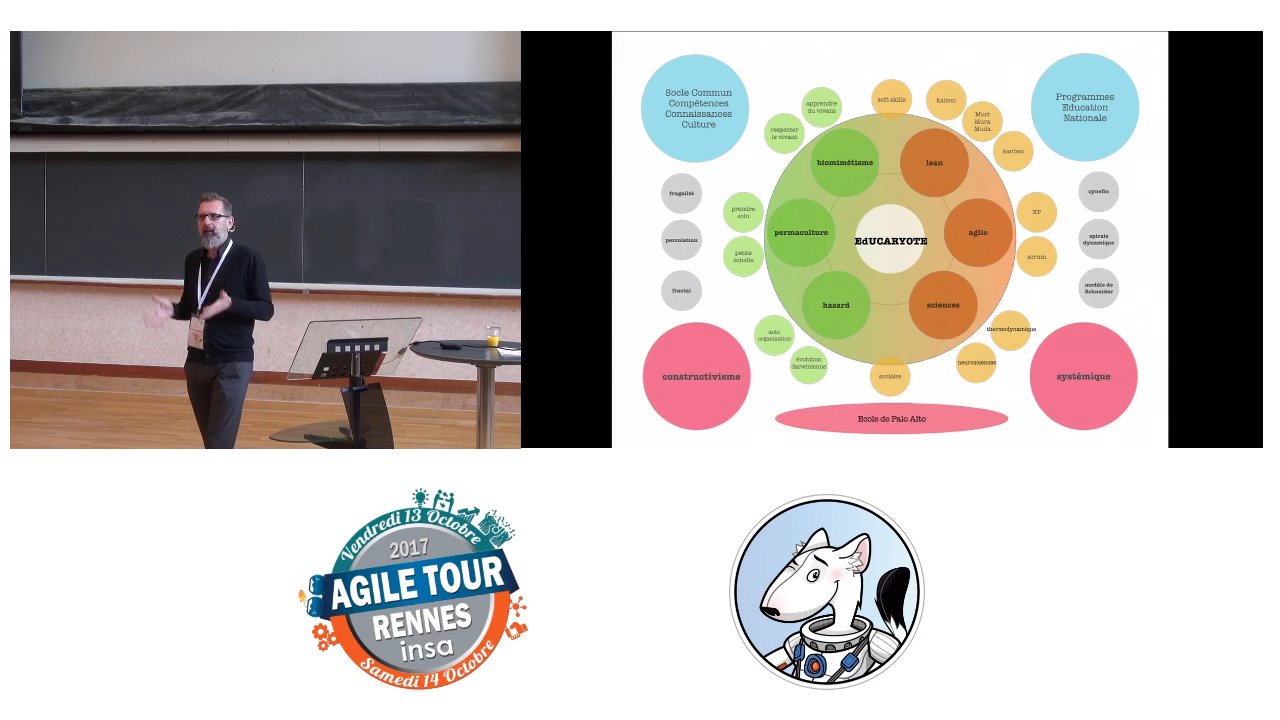 Socle Commun
Compétences
Connaissances
Culture
Programmes
Education
Nationale
apprendre
du vivant
respecter
le vivant
soft skills
kaizen
Muri
Mura
Muda
kanban
biomimétisme
lean
frugalité
percolation
fractal
prendre
soin
petite
échelle
permaculture
EdUCARYOTE
agile
XP
scrum
cynefin
spirale
dynamique
modèle de
Schneider
hasard
sciences
auto
organisation
évolution
darwinienne
sociales
neurosciences
thermodynamique
constructivisme
systémique
Ecole de Palo Alto
Vendredi 13 Octobre
2017
AGILE TOUR
RENNES
insa
Samedi 14 Octobre